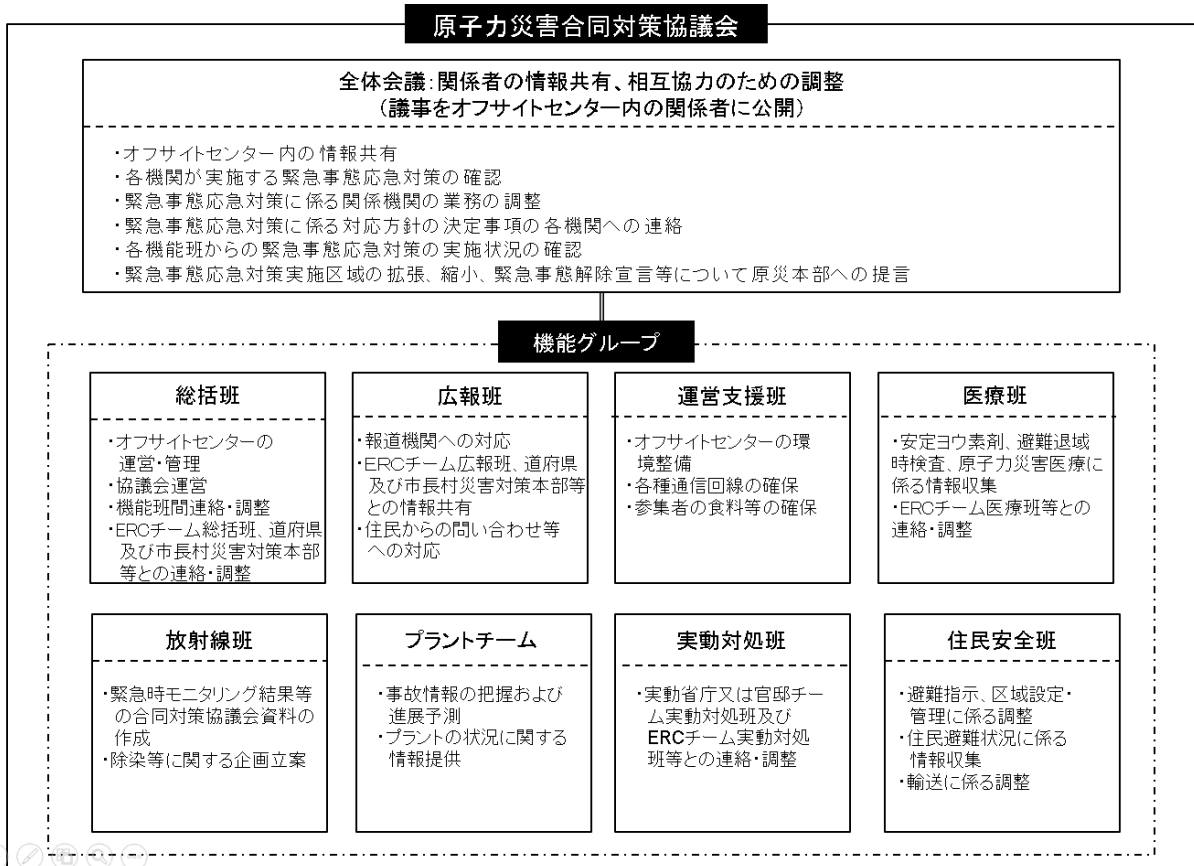 原子力災害合同対策協議会
全体会議：関係者の情報共有、相互協力のための調整
（議事をオフサイトセンター内の関係者に公開）
・オフサイトセンター内の情報共有
・各機関が実施する緊急事態応急対策の確認
・緊急事態応急対策に係る関係機関の業務の調整
・緊急事態応急対策に係る対応方針の決定事項の各機関への連絡
・各機能班からの緊急事態応急対策の実施状況の確認
・緊急事態応急対策実施区域の拡張、縮小、緊急事態解除宣言等について原災本部への提言
機能グループ
総括班
・オフサイトセンターの
運営・管理
・協議会運営
・機能班間連絡・調整
・ERCチーム総括班、道府県
及び市長村災害対策本部
等との連絡・調整
広報班
・報道機関への対応
・ERCチーム広報班、道府県
及び市長村災害対策本部等
との情報共有
・住民からの問い合わせ等
への対応
運営支援班
・オフサイトセンターの環
境整備
・各種通信回線の確保
・参集者の食料等の確保
医療班
・安定ヨウ素剤、避難退域
時検査、原子力災害医療に
係る情報収集
・ERCチーム医療班等との
連絡・調整
放射線班
・緊急時モニタリング結果等
の合同対策協議会資料の
作成
・除染等に関する企画立案
プラントチーム
・事故情報の把握および
進展予測
・プラントの状況に関する
情報提供
実動対処班
・実動省庁又は官邸チー
ム実動対処班及び
ERCチーム実動対処
班等との連絡・調整
住民安全班
・避難指示、区域設定・
管理に係る調整
・住民避難状況に係る
情報収集
・輸送に係る調整